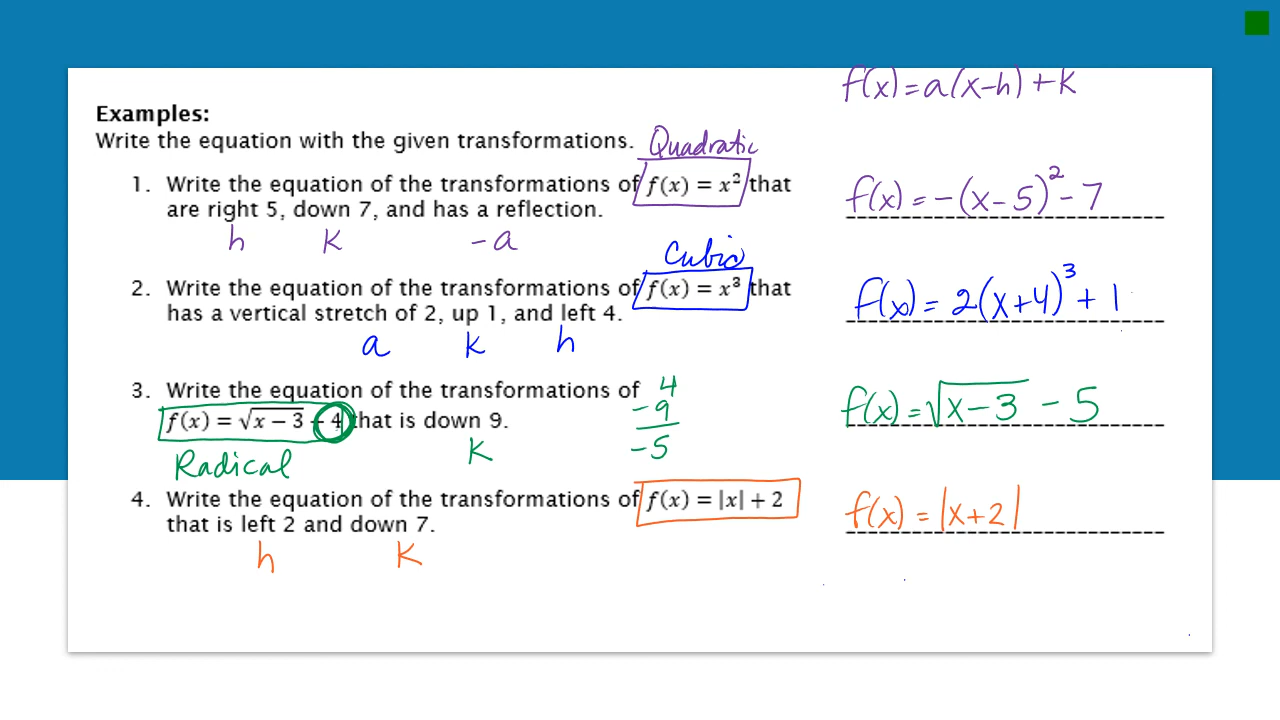 f(x) = a(x-h) + k
Examples:
Write the equation with the given transformations.
Quadratic
1. Write the equation of the transformations of f(x) = x² that
are right 5, down 7, and has a reflection.
f(x) = -(x-5)² - 7
h k -a
Cubic
2. Write the equation of the transformations of f(x) = x³ that
has a vertical stretch of 2, up 1, and left 4.
f(x) = 2(x+4)³ + 1
a k h
3. Write the equation of the transformations of
f(x) = √x − 3 + 4 that is down 9.
4
-9
-5
f(x) = √x-3 - 5
Radical k
4. Write the equation of the transformations of f(x) = |x| + 2
that is left 2 and down 7.
f(x) = |x+2|
h k